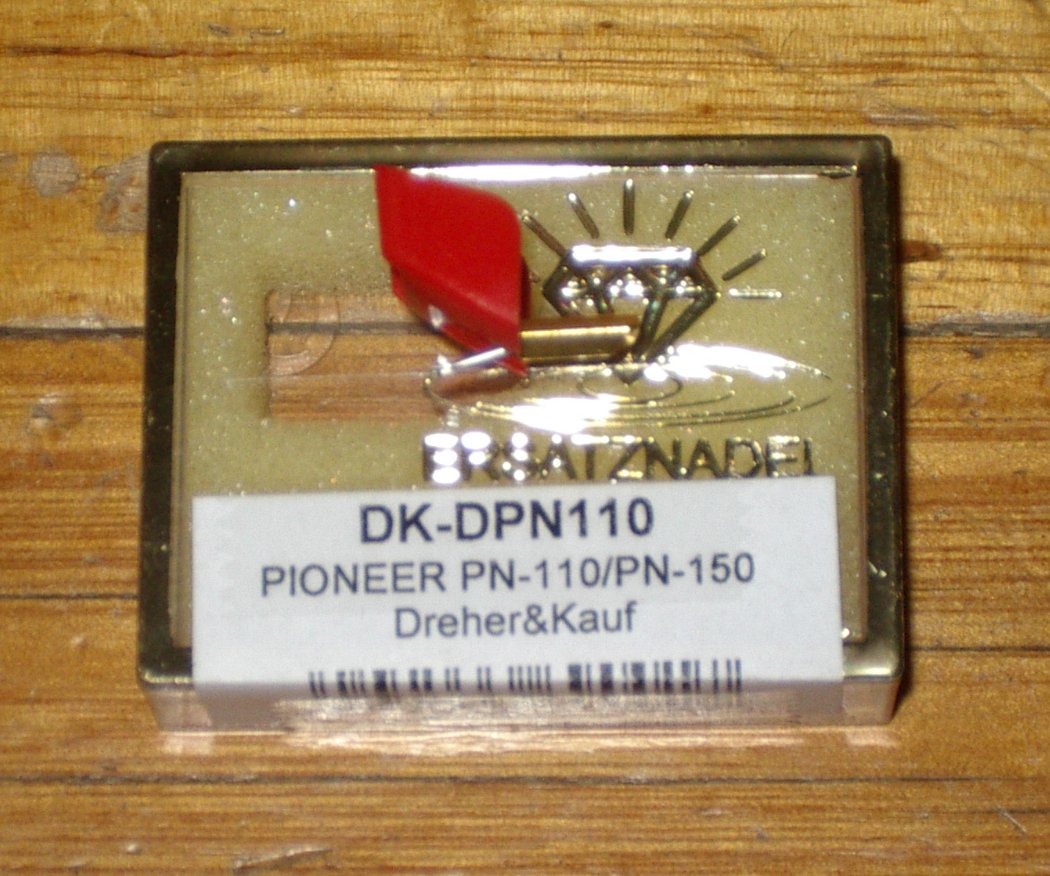 ERSATZNADEL
DK-DPN110
PIONEER PN-110/PN-150
Dreher&Kauf